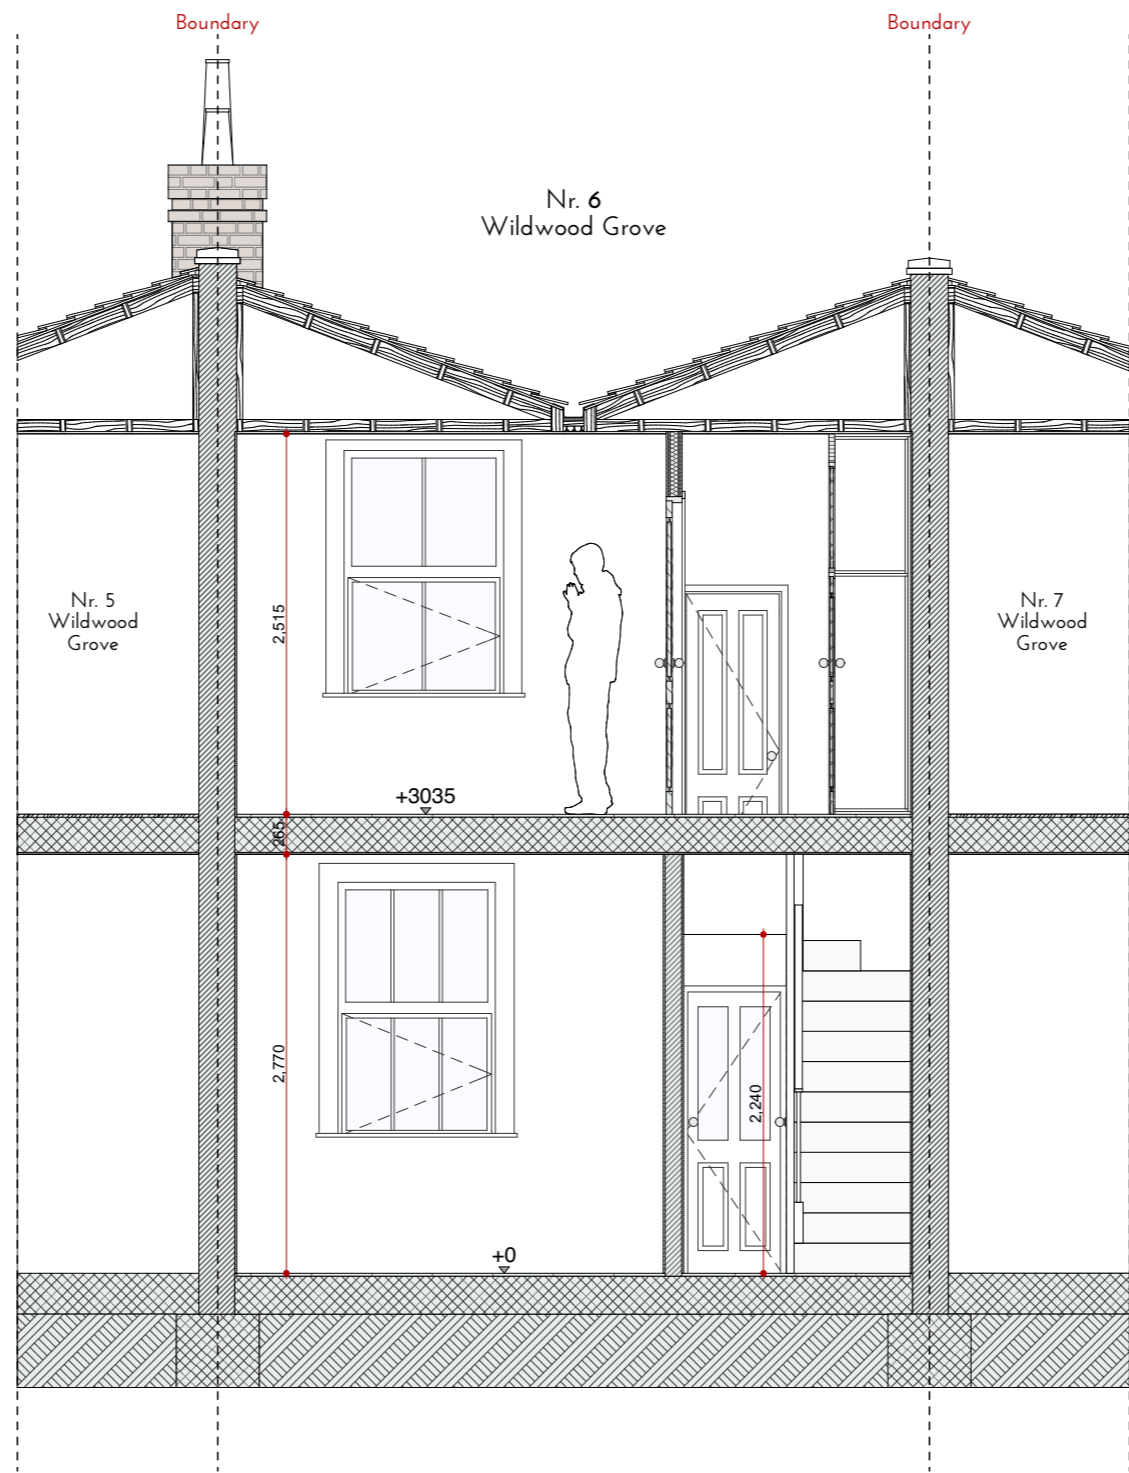 Boundary
Boundary
Nr. 6
Wildwood Grove
Nr. 5
Wildwood
Grove
2,515
Nr. 7
Wildwood
Grove
+3035
265
2,770
2,240
+0